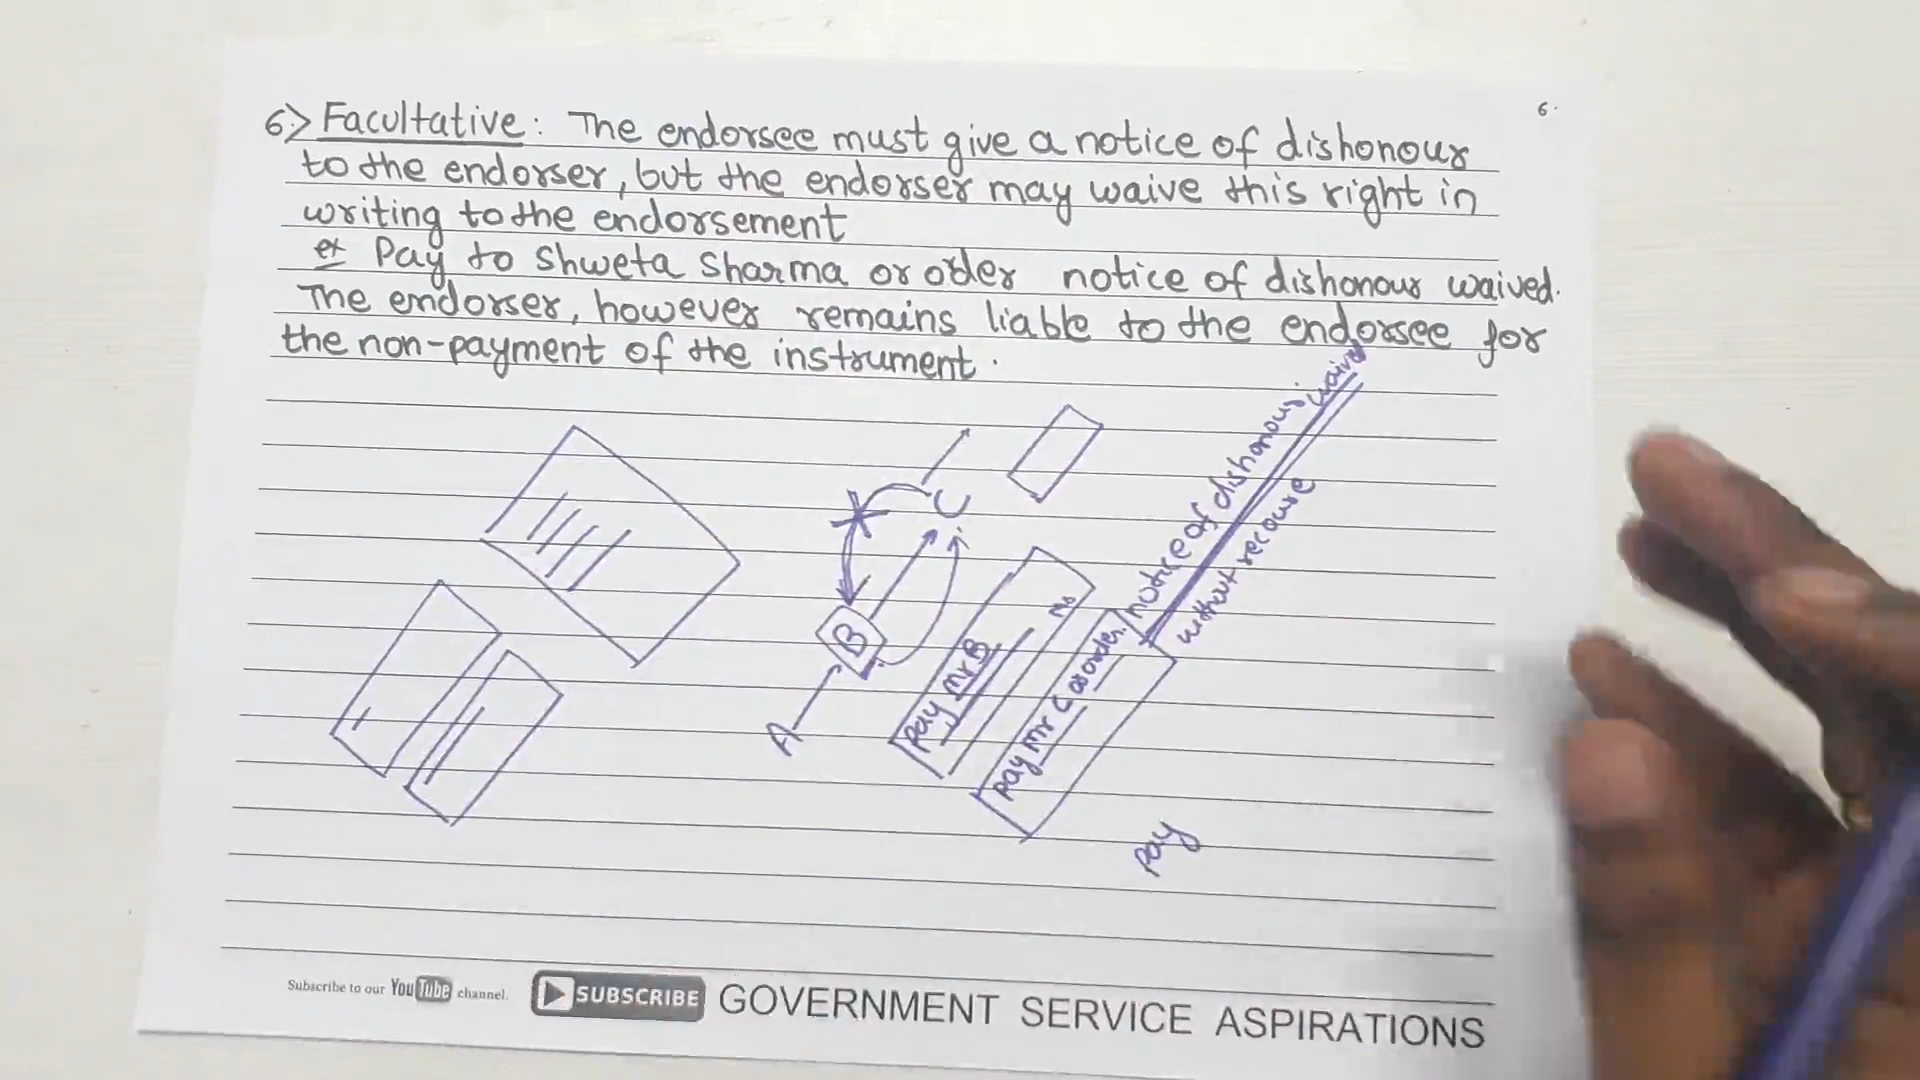 6.
6> Facultative: The endorsee must give a notice of dishonour
to the endorser, but the endorser may waive this right in
writing to the endorsement
ex Pay to Shweta Sharma or order notice of dishonour waived.
The endorser, however remains liable to the endorsee for
the non-payment of the instrument.
C
B
A
Pay Mr B
Pay Mr C or order. notice of dishonour waived
without recourse
Pay
Subscribe to our YouTube channel. SUBSCRIBE GOVERNMENT SERVICE ASPIRATIONS